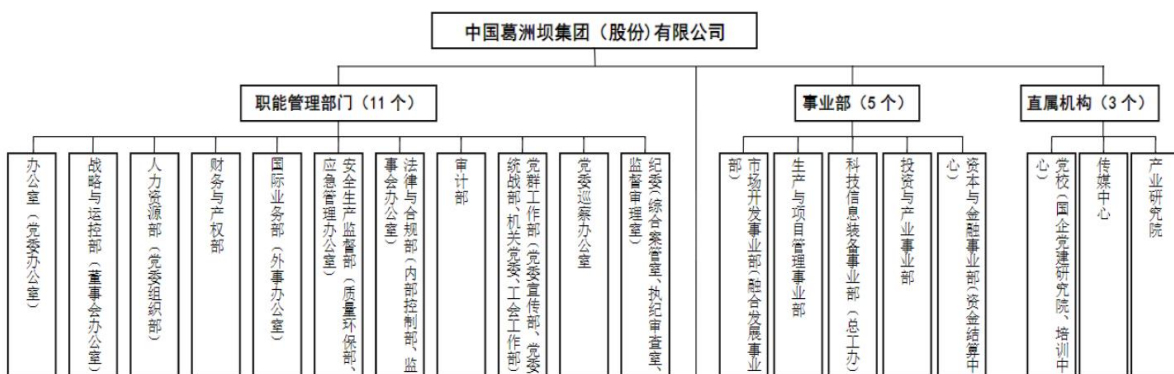 中国葛洲坝集团（股份)有限公司
职能管理部门（11 个）
事业部（5 个）
直属机构（3 个）
办公室（党委办公室）
战略与运控部（董事会办公室）
人力资源部（党委组织部）
财务与产权部
国际业务部（外事办公室）
安全生产监督部（质量环保部、
应急管理办公室）
法律与合规部（内部控制部、监
事会办公室）
审计部
党群工作部（党委宣传部、党委
统战部、机关党委、工会工作部）
党委巡察办公室
纪委（综合案管室、执纪审查室、
监督审理室）
市场开发事业部（融合发展事业
部）
生产与项目管理事业部
科技信息装备事业部（总工办）
投资与产业事业部
资本与金融事业部（资金结算中
心）
党校（国企党建研究院、培训中
心）
传媒中心
产业研究院